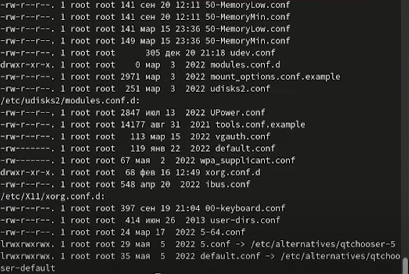 -rw-r--r--. 1 root root 141 сен 20 12:11 50-MemoryLow.conf
-rw-r--r--. 1 root root 141 сен 20 12:11 50-MemoryMin.conf
-rw-r--r--. 1 root root 141 мар 15 23:36 50-MemoryLow.conf
-rw-r--r--. 1 root root 149 мар 15 23:36 50-MemoryMin.conf
-rw-r--r--. 1 root root 305 дек 20 21:18 udev.conf
drwxr-xr-x. 1 root root 0 мар 3 2022 modules.conf.d
-rw-r--r--. 1 root root 2971 мар 3 2022 mount_options.conf.example
-rw-r--r--. 1 root root 251 мар 3 2022 udisks2.conf
/etc/udisks2/modules.conf.d:
-rw-r--r--. 1 root root 2847 июл 13 2022 UPower.conf
-rw-r--r--. 1 root root 14177 авг 31 2021 tools.conf.example
-rw-r--r--. 1 root root 113 мар 15 2022 vgauth.conf
-rw-------. 1 root root 119 янв 22 2022 default.conf
-rw-------. 1 root root 67 мая 2 2022 wpa_supplicant.conf
drwxr-xr-x. 1 root root 68 фев 16 12:59 xorg.conf.d
-rw-r--r--. 1 root root 548 апр 20 2022 ibus.conf
/etc/X11/xorg.conf.d:
-rw-r--r--. 1 root root 397 сен 19 21:04 00-keyboard.conf
-rw-r--r--. 1 root root 414 июн 26 2013 user-dirs.conf
-rw-r--r--. 1 root root 24 мар 17 2022 5-64.conf
lrwxrwxrwx. 1 root root 29 мая 5 2022 5.conf -> /etc/alternatives/qtchooser-5
lrwxrwxrwx. 1 root root 35 мая 5 2022 default.conf -> /etc/alternatives/qtchoo
ser-default